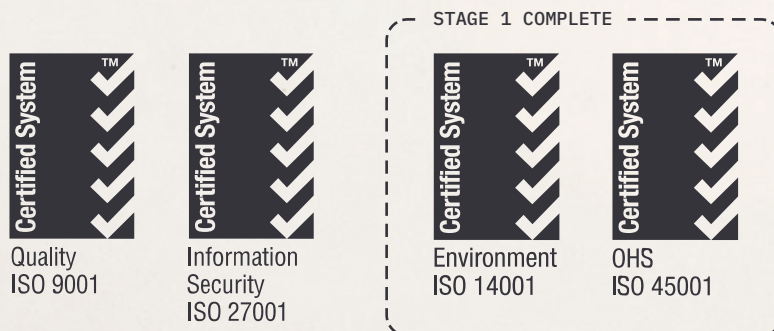 STAGE 1 COMPLETE
Certified System
TM
Quality
ISO 9001
Certified System
TM
Information
Security
ISO 27001
Certified System
TM
Environment
ISO 14001
Certified System
TM
OHS
ISO 45001